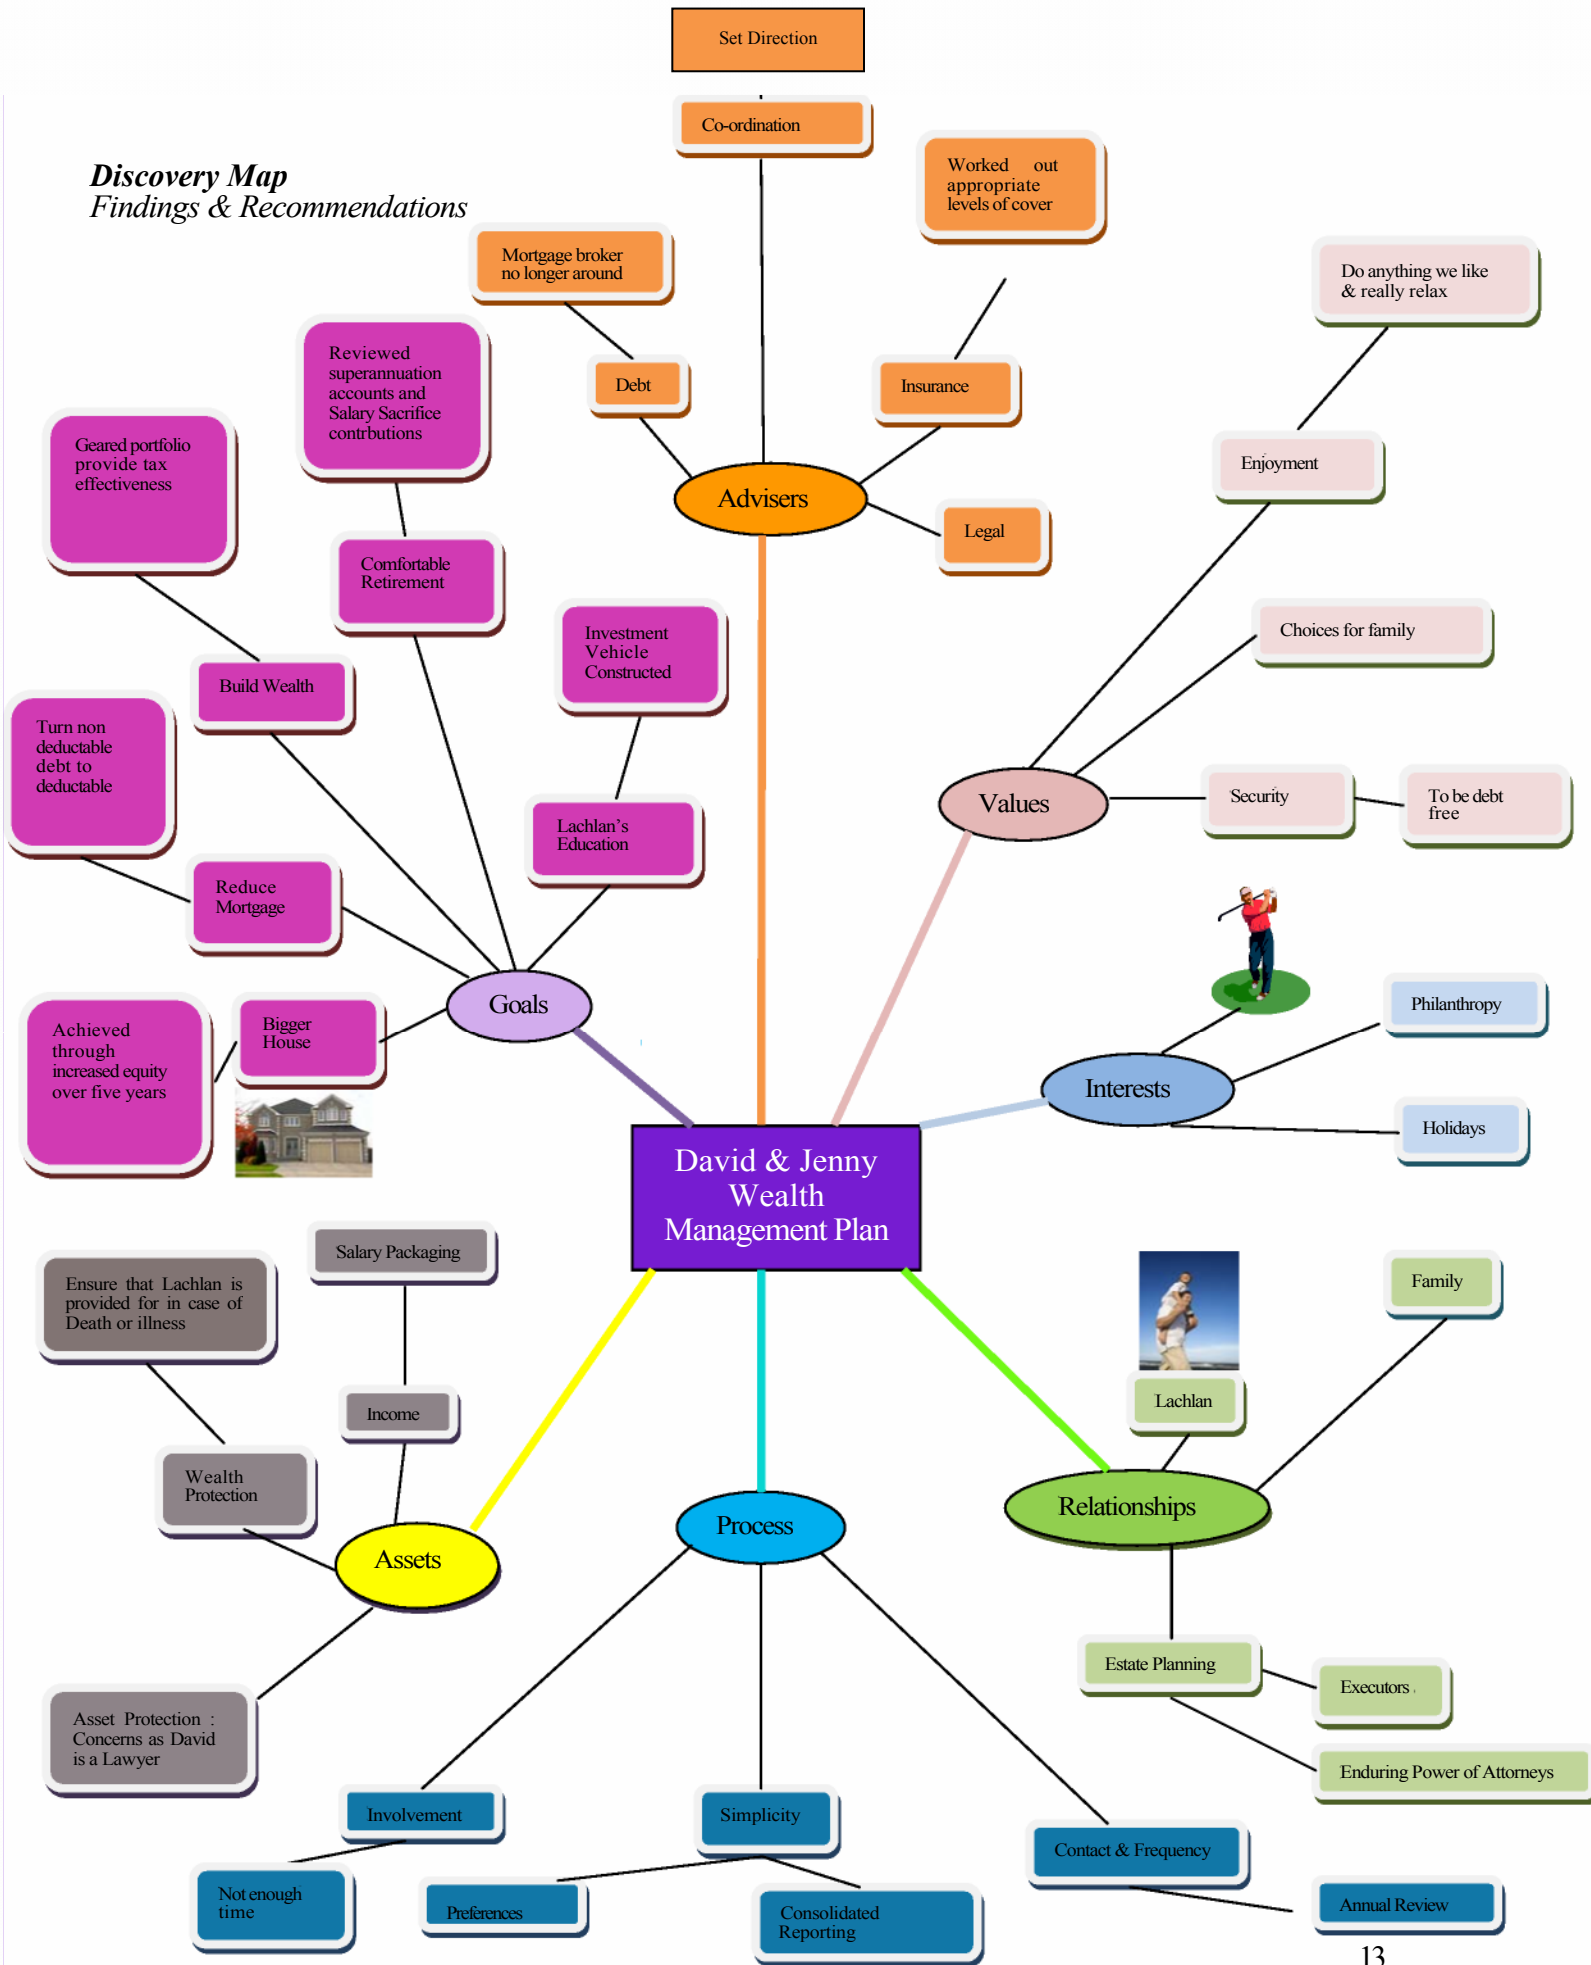 Set Direction
Co-ordination
Discovery Map
Findings & Recommendations
Worked out
appropriate
levels of cover
Mortgage broker
no longer around
Do anything we like
& really relax
Reviewed
superannuation
accounts and
Salary Sacrifice
contrbutions
Debt
Insurance
Geared portfolio
provide tax
effectiveness
Enjoyment
Advisers
Legal
Comfortable
Retirement
Investment
Vehicle
Constructed
Choices for family
Build Wealth
Turn non
deductable
debt to
deductable
Values
Security
To be debt
free
Lachlan's
Education
Reduce
Mortgage
Goals
Philanthropy
Achieved
through
increased equity
over five years
Bigger
House
Interests
Holidays
David & Jenny
Wealth
Management Plan
Salary Packaging
Ensure that Lachlan is
provided for in case of
Death or illness
Family
Lachlan
Income
Wealth
Protection
Relationships
Process
Assets
Estate Planning
Executors
Asset Protection :
Concerns as David
is a Lawyer
Enduring Power of Attorneys
Involvement
Simplicity
Contact & Frequency
Not enough
time
Preferences
Consolidated
Reporting
Annual Review
13